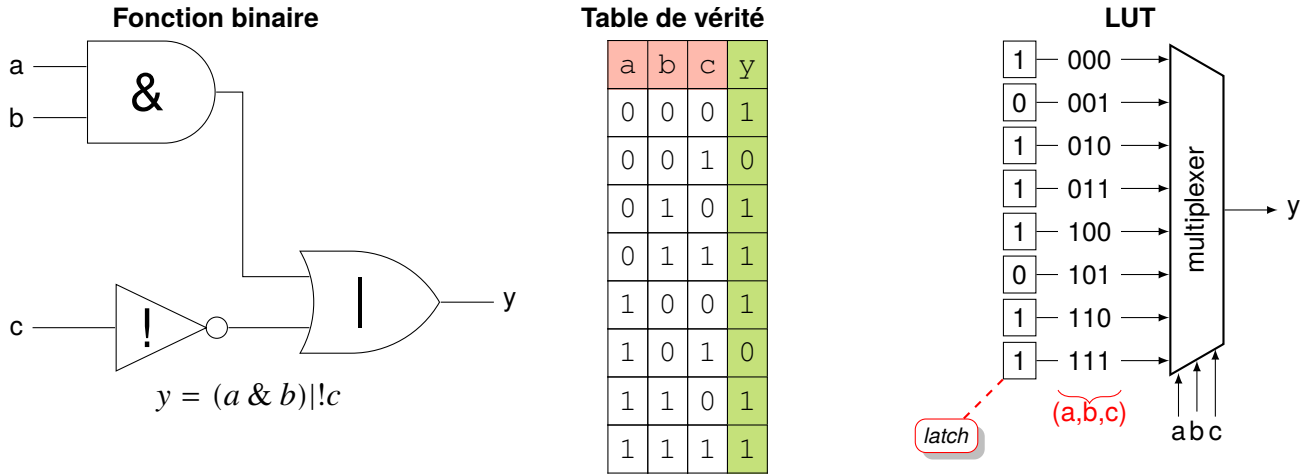 Fonction binaire
a
b
&
c
!
|
y
y = (a & b)|!c
Table de vérité
a b c y
0 0 0 1
0 0 1 0
0 1 0 1
0 1 1 1
1 0 0 1
1 0 1 0
1 1 0 1
1 1 1 1
LUT
1 000
0 001
1 010
1 011
1 100
0 101
1 110
1 111
multiplexer
y
(a,b,c)
a b c
latch